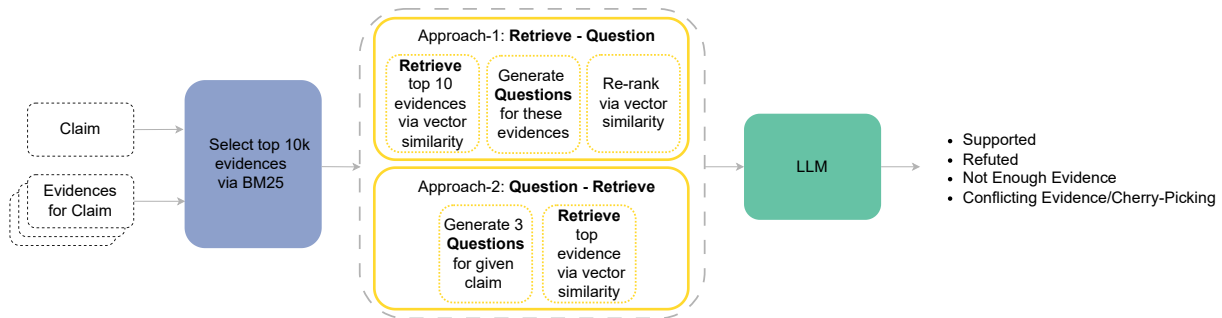 Claim
Evidences
for Claim
Select top 10k
evidences
via BM25
Approach-1: Retrieve - Question
Retrieve
top 10
evidences
via vector
similarity
Generate
Questions
for these
evidences
Re-rank
via vector
similarity
Approach-2: Question - Retrieve
Generate 3
Questions
for given
claim
Retrieve
top
evidence
via vector
similarity
LLM
Supported
Refuted
Not Enough Evidence
Conflicting Evidence/Cherry-Picking